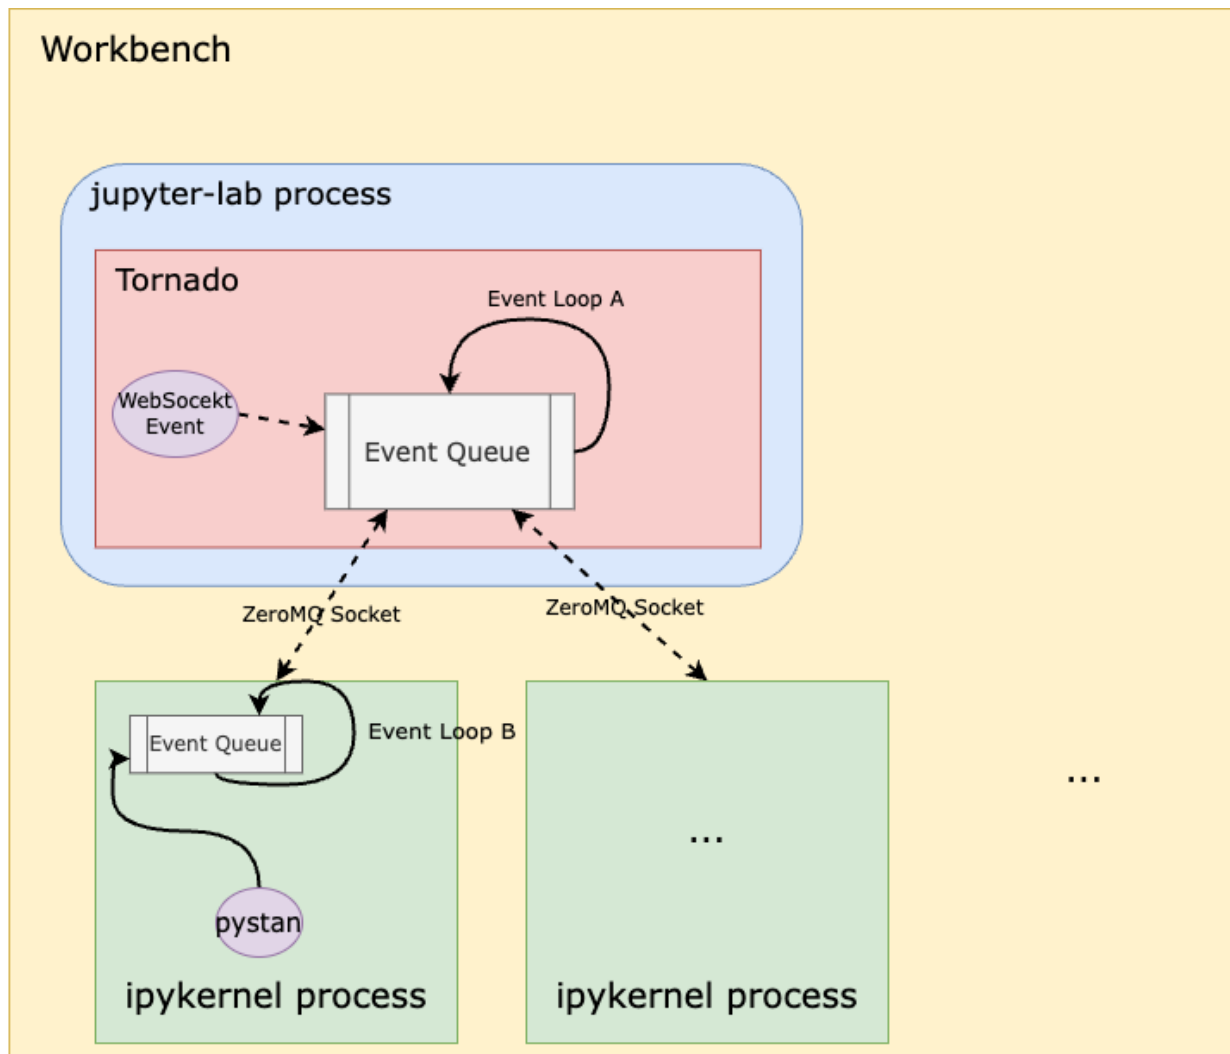 Workbench
jupyter-lab process
Tornado
Event Loop A
WebSocekt
Event
Event Queue
ZeroMQ Socket
ZeroMQ Socket
Event Queue
Event Loop B
...
...
pystan
ipykernel process
ipykernel process